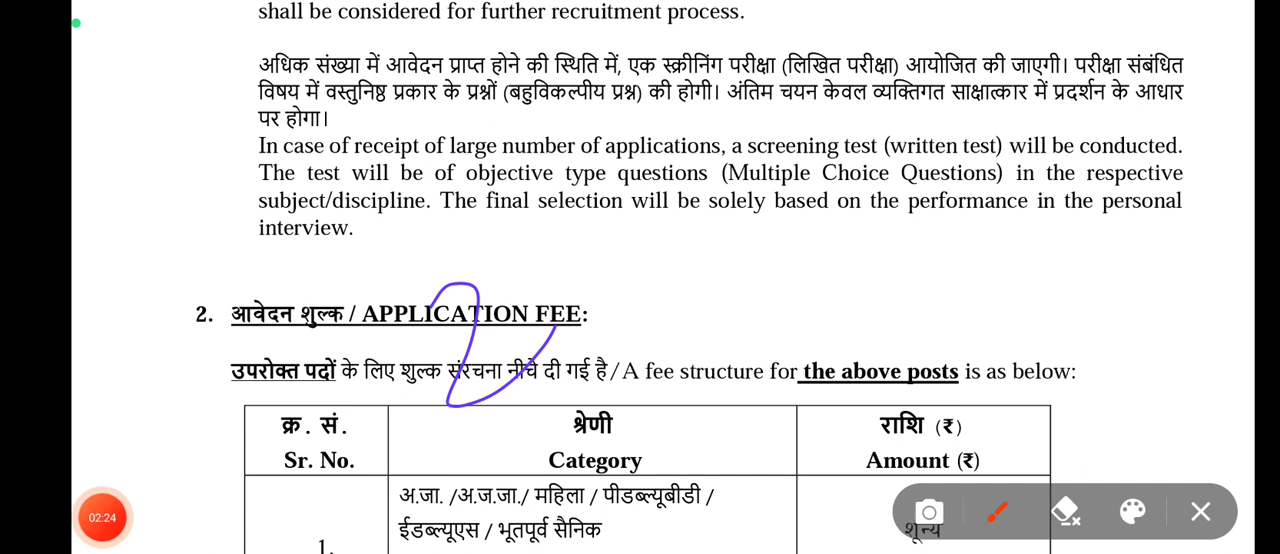 shall be considered for further recruitment process.
अधिक संख्या में आवेदन प्राप्त होने की स्थिति में, एक स्क्रीनिंग परीक्षा (लिखित परीक्षा) आयोजित की जाएगी। परीक्षा संबंधित
विषय में वस्तुनिष्ठ प्रकार के प्रश्नों (बहुविकल्पीय प्रश्न) की होगी। अंतिम चयन केवल व्यक्तिगत साक्षात्कार में प्रदर्शन के आधार
पर होगा।
In case of receipt of large number of applications, a screening test (written test) will be conducted.
The test will be of objective type questions (Multiple Choice Questions) in the respective
subject/discipline. The final selection will be solely based on the performance in the personal
interview.
2. आवेदन शुल्क / APPLICATION FEE:
उपरोक्त पदों के लिए शुल्क संरचना नीचे दी गई है / A fee structure for the above posts is as below:
क्र. सं. श्रेणी राशि (₹)
Sr. No. Category Amount (₹)
अ.जा. /अ.ज.जा./ महिला / पीडब्ल्यूबीडी /
ईडब्ल्यूएस / भूतपूर्व सैनिक शून्य
1.
02:24